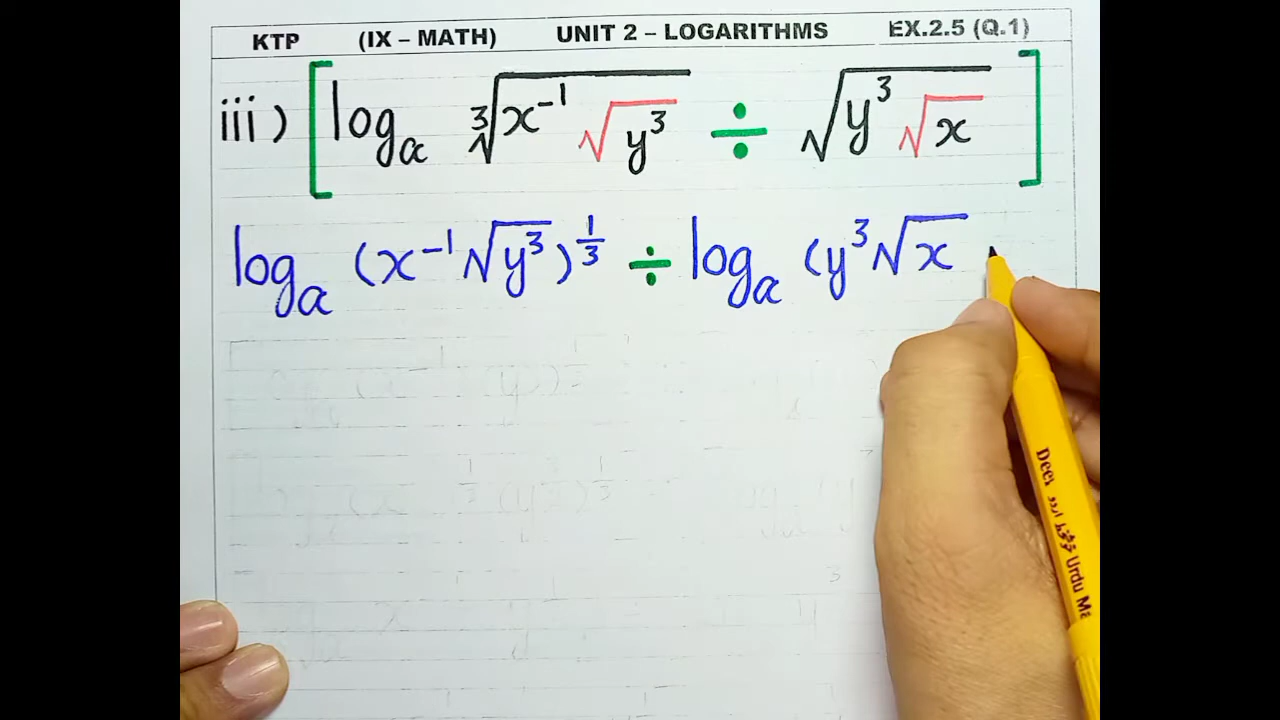 KTP (IX – MATH) UNIT 2 – LOGARITHMS EX.2.5 (Q.1)
iii) [log_a ∛(x⁻¹ √(y³)) ÷ √(y³ √x)]
log_a (x⁻¹ √(y³))^(1/3) ÷ log_a (y³ √x